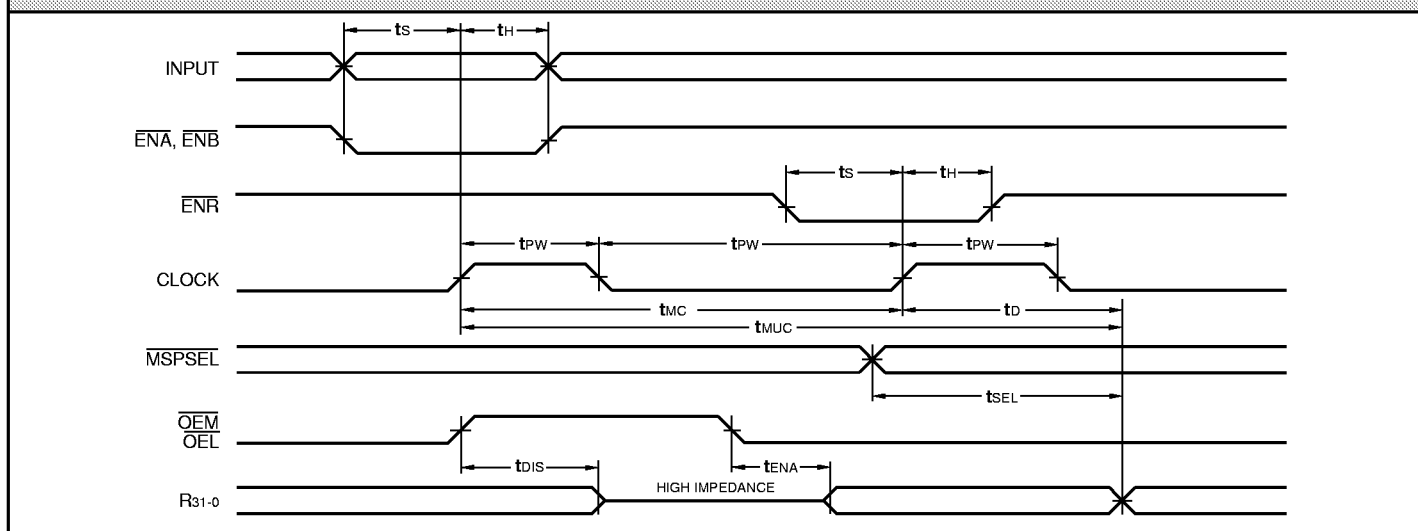 tS tH
INPUT
ENA, ENB
tS tH
ENR
tPW tPW tPW
CLOCK
tMC tD
tMUC
MSPSEL
tSEL
OEM
OEL
tDIS tENA
R31-0 HIGH IMPEDANCE